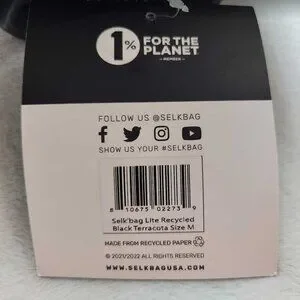 1% FOR THE
PLANET
MEMBER
FOLLOW US @SELKBAG
SHOW US YOUR #SELKBAG
8 10675 02273 9
Selk'bag Lite Recycled
Black Terracota Size M
MADE FROM RECYCLED PAPER
© 2021/2022 ALL RIGHTS RESERVED
WWW.SELKBAGUSA.COM